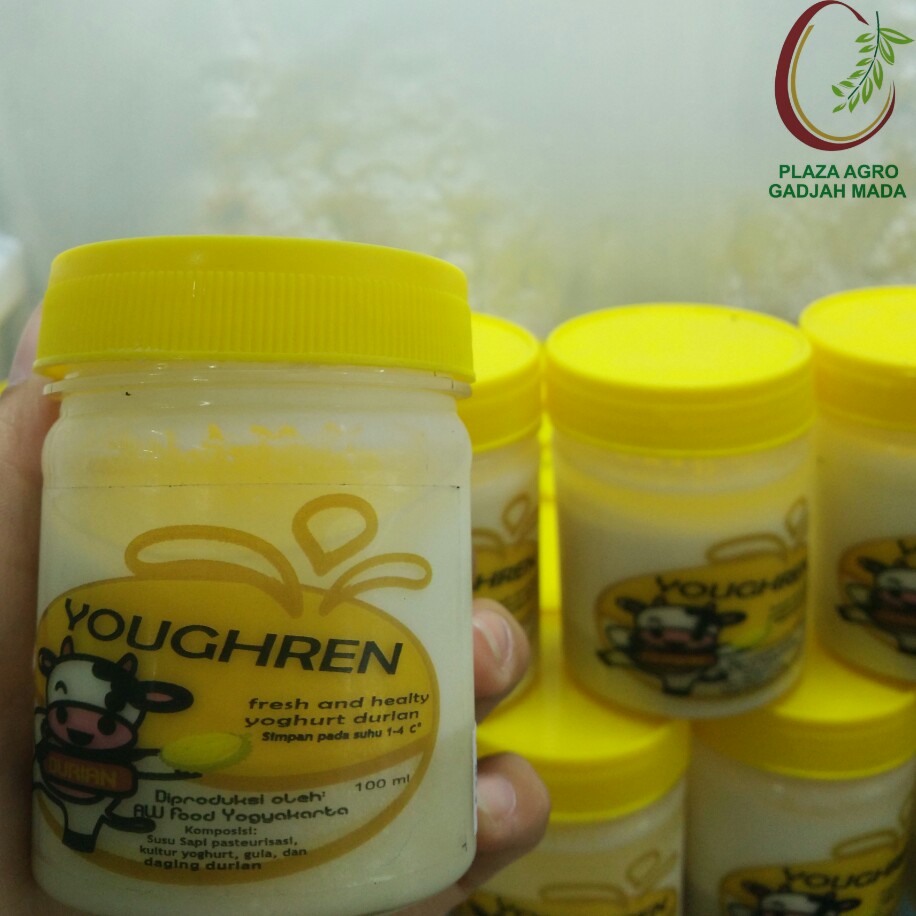 PLAZA AGRO
GADJAH MADA
YOUGHREN
fresh and healty
yoghurt durian
Simpan pada suhu 1-4 C°
DURIAN
100 ml
Diproduksi oleh:
AW Food Yogyakarta
Komposisi:
Susu Sapi pasteurisasi,
kultur yoghurt, gula, dan
daging durian
YOUGHREN
YOUGHREN